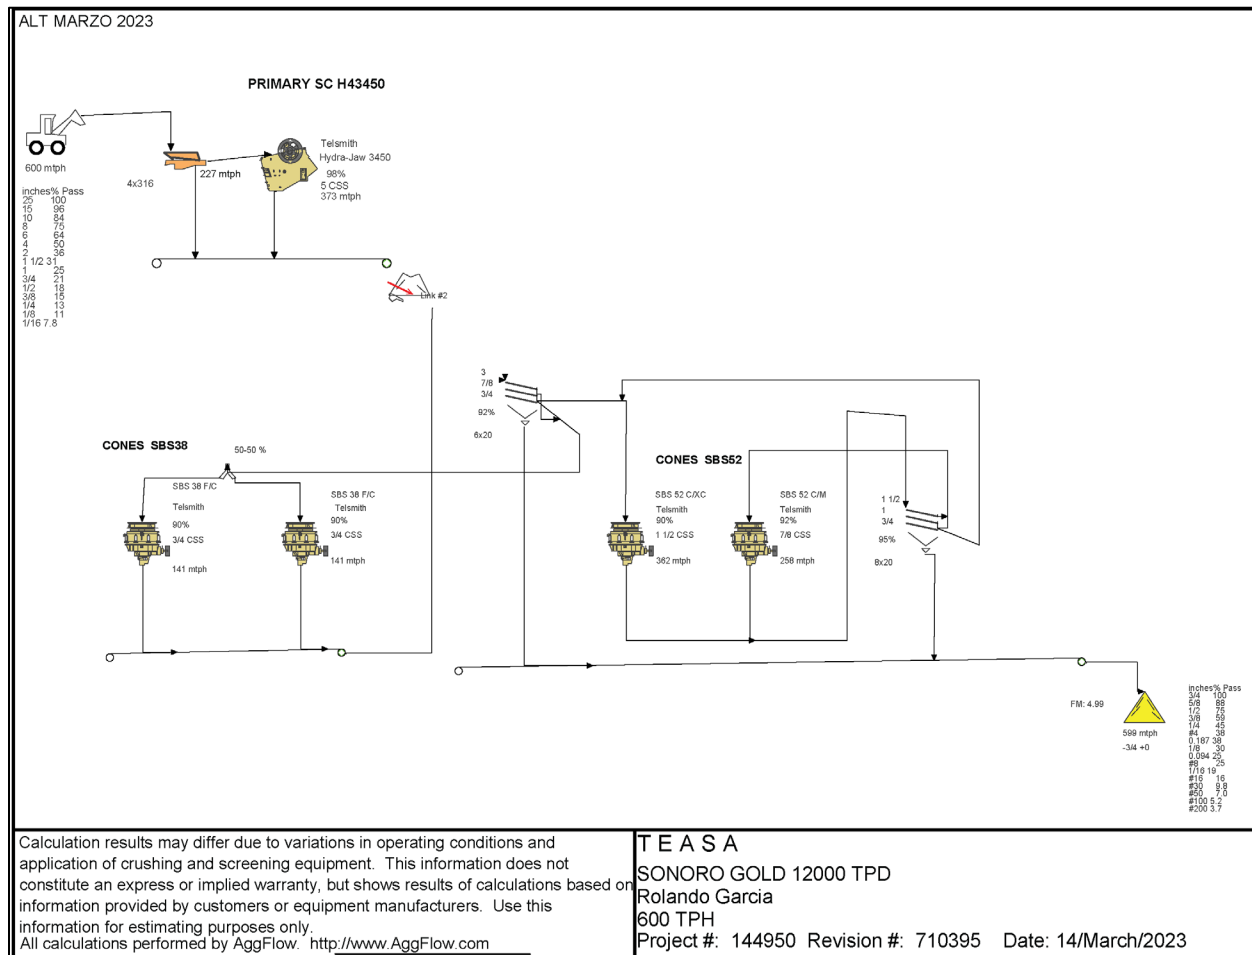 ALT MARZO 2023
PRIMARY SC H43450
600 mtph
4x316
227 mtph
Telsmith
Hydra-Jaw 3450
98%
5 CSS
373 mtph
inches% Pass
25 100
15 96
10 84
8 75
6 64
4 50
2 36
1 1/2 31
1 25
3/4 21
1/2 18
3/8 15
1/4 13
1/8 11
1/16 7.8
Link #2
3
7/8
3/4
92%
6x20
CONES SBS38
50-50 %
SBS 38 F/C
Telsmith
90%
3/4 CSS
141 mtph
SBS 38 F/C
Telsmith
90%
3/4 CSS
141 mtph
CONES SBS52
SBS 52 C/XC
Telsmith
90%
1 1/2 CSS
362 mtph
SBS 52 C/M
Telsmith
92%
7/8 CSS
258 mtph
1 1/2
1
3/4
95%
8x20
FM: 4.99
599 mtph
-3/4 +0
inches% Pass
3/4 100
5/8 88
1/2 75
3/8 59
1/4 45
#4 38
0.187 38
1/8 30
0.094 25
#8 25
1/16 19
#16 16
#30 9.8
#50 7.0
#100 5.2
#200 3.7
Calculation results may differ due to variations in operating conditions and
application of crushing and screening equipment. This information does not
constitute an express or implied warranty, but shows results of calculations based on
information provided by customers or equipment manufacturers. Use this
information for estimating purposes only.
All calculations performed by AggFlow. http://www.AggFlow.com
T E A S A
SONORO GOLD 12000 TPD
Rolando Garcia
600 TPH
Project #: 144950 Revision #: 710395 Date: 14/March/2023